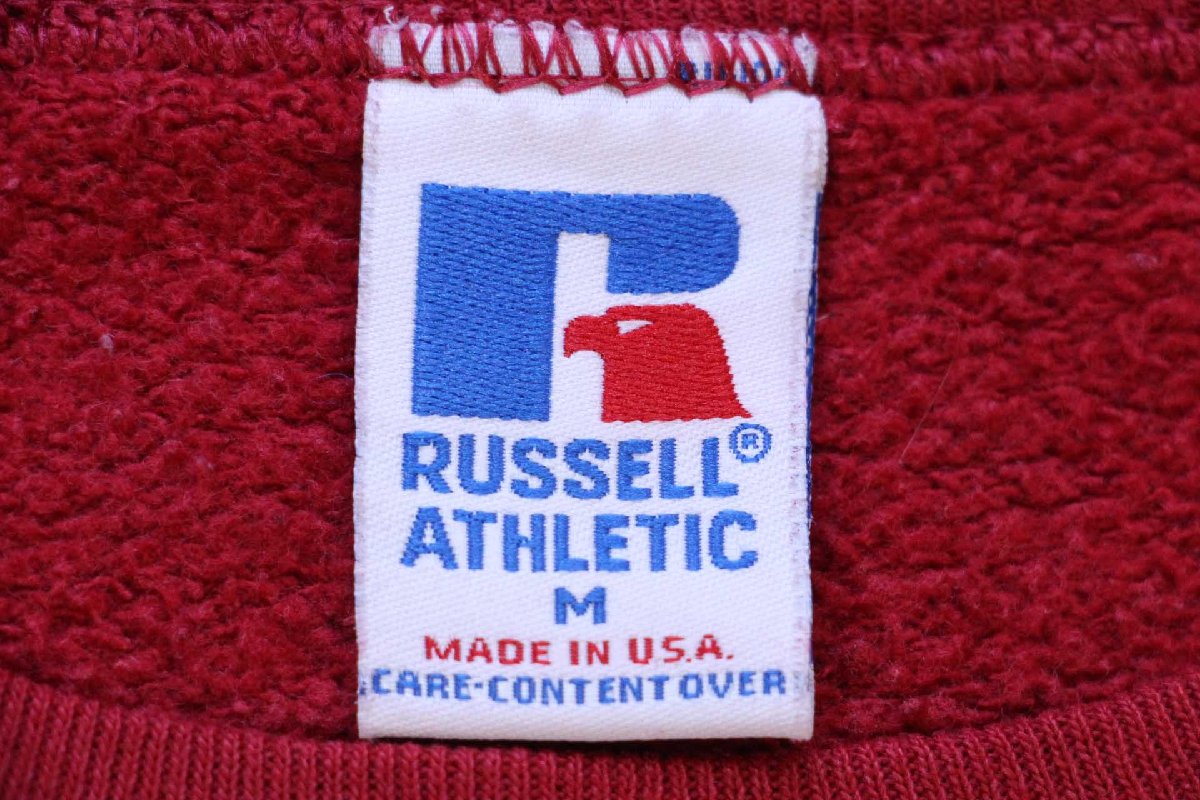 RUSSELL®
ATHLETIC
M
MADE IN U.S.A.
CARE-CONTENT OVER